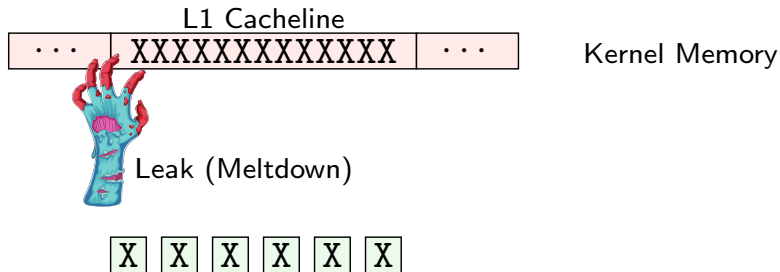 L1 Cacheline
··· XXXXXXXXXXXXX ··· Kernel Memory
Leak (Meltdown)
X X X X X X